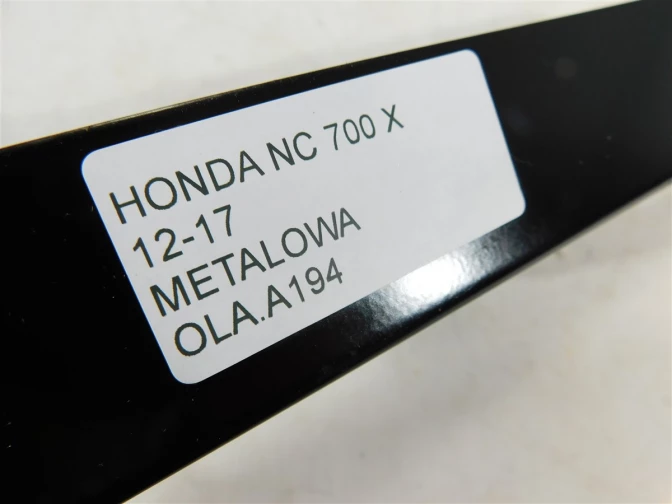 HONDA NC 700 X
12-17
METALOWA
OLA.A194